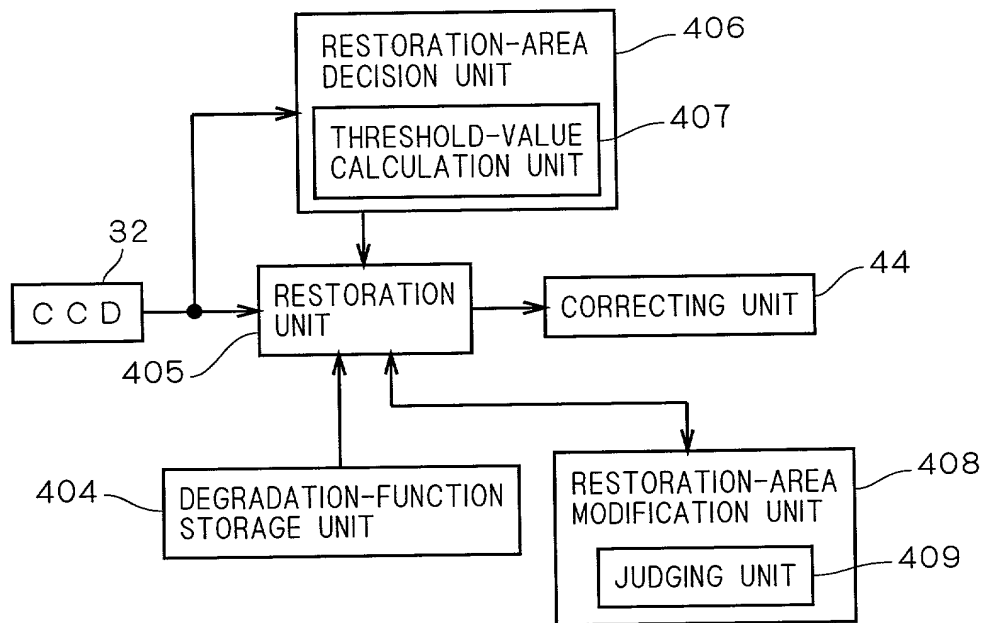 RESTORATION-AREA
DECISION UNIT
406
THRESHOLD-VALUE
CALCULATION UNIT
407
32
CCD
RESTORATION
UNIT
405
CORRECTING UNIT
44
404
DEGRADATION-FUNCTION
STORAGE UNIT
RESTORATION-AREA
MODIFICATION UNIT
408
JUDGING UNIT
409